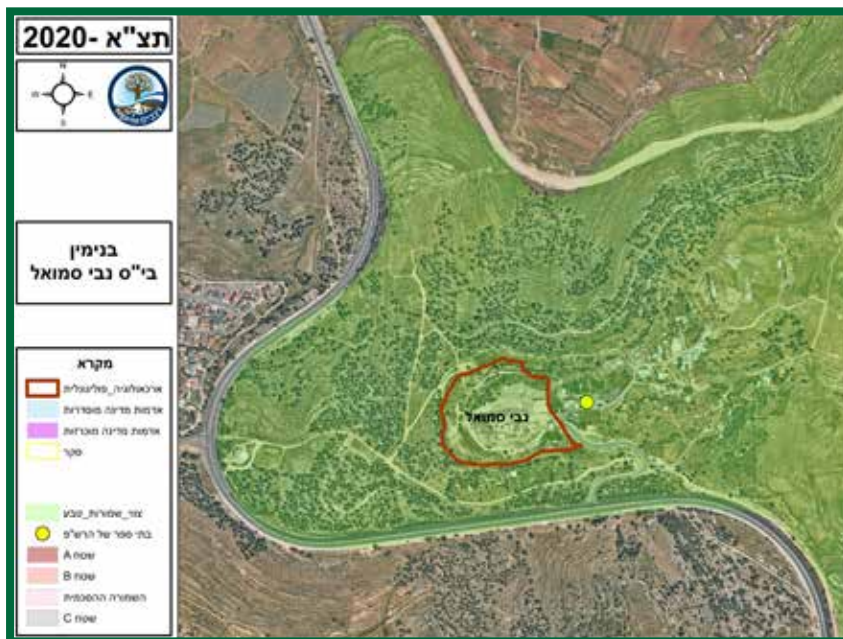 תצ"א -2020
N
W E
S
בנימין
בי"ס נבי סמואל
מקרא
ארכאולוגיה_פוליגונלית
אדמות מדינה מוסדרות
אדמות מדינה מוכרזות
סקר
צוי_שמורות_טבע
בתי ספר של הרש"פ
שטח A
שטח B
השמורה ההסכמית
שטח C
נבי סמואל